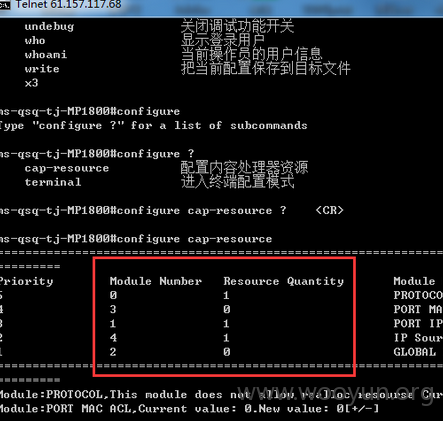 Telnet 61.157.117.68
undebug 关闭调试功能开关
who 显示登录用户
whoami 当前操作员的用户信息
write 把当前配置保存到目标文件
x3
ms-qsq-tj-MP1800#configure
Type "configure ?" for a list of subcommands
ms-qsq-tj-MP1800#configure ?
cap-resource 配置内容处理器资源
terminal 进入终端配置模式
ms-qsq-tj-MP1800#configure cap-resource ? <CR>
ms-qsq-tj-MP1800#configure cap-resource
Priority Module Number Resource Quantity Module
5 0 1 PROTOCO
4 3 0 PORT MA
3 1 1 PORT IP
2 4 1 IP Sour
1 2 0 GLOBAL
Module:PROTOCOL,This module does not allow realloc resourse Cur
Module:PORT MAC ACL,Current value: 0.New value: 0[+/-]
www.wooyun.org